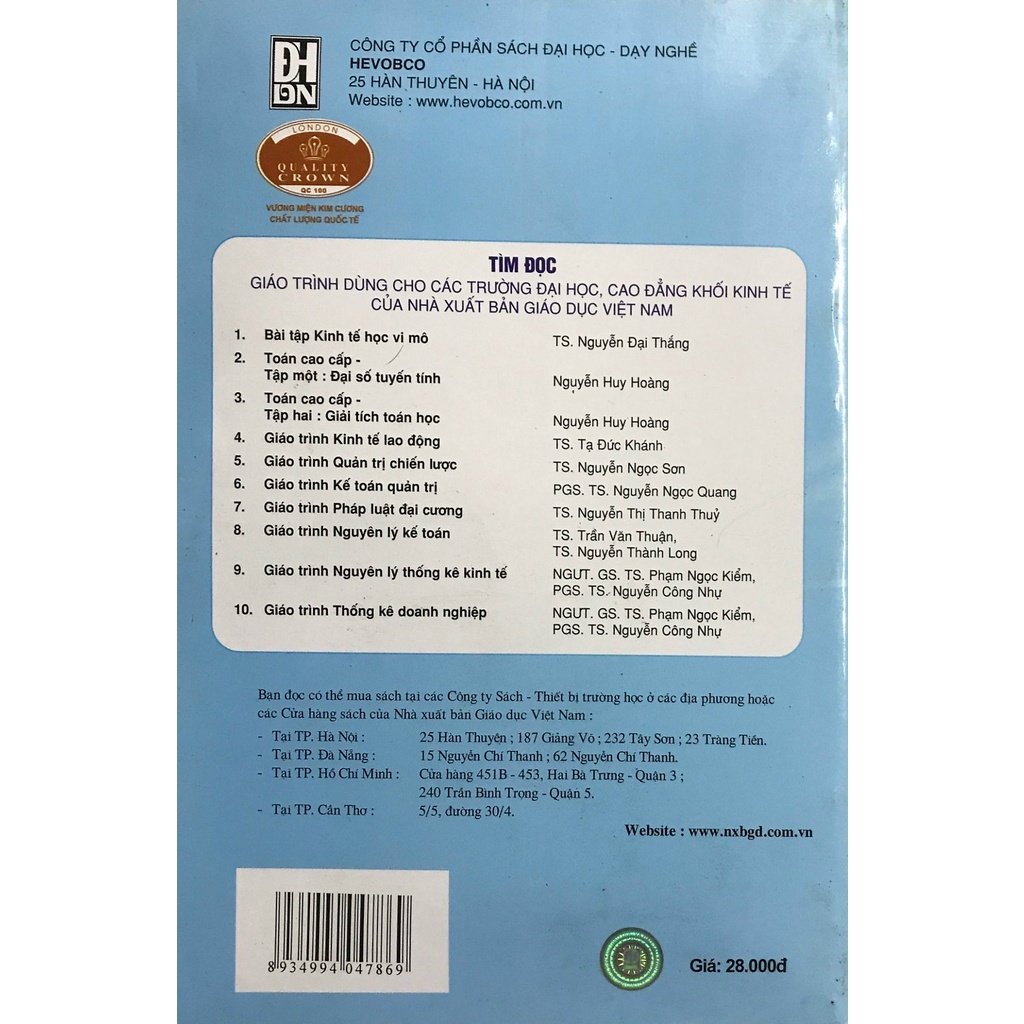 ĐH
DN
CÔNG TY CỔ PHẦN SÁCH ĐẠI HỌC - DẠY NGHỀ
HEVOBCO
25 HÀN THUYÊN - HÀ NỘI
Website : www.hevobco.com.vn
LONDON
QUALITY
CROWN
QC 100
VƯƠNG MIỆN KIM CƯƠNG
CHẤT LƯỢNG QUỐC TẾ
TÌM ĐỌC
GIÁO TRÌNH DÙNG CHO CÁC TRƯỜNG ĐẠI HỌC, CAO ĐẲNG KHỐI KINH TẾ
CỦA NHÀ XUẤT BẢN GIÁO DỤC VIỆT NAM
1. Bài tập Kinh tế học vi mô TS. Nguyễn Đại Thắng
2. Toán cao cấp -
Tập một : Đại số tuyến tính Nguyễn Huy Hoàng
3. Toán cao cấp -
Tập hai : Giải tích toán học Nguyễn Huy Hoàng
4. Giáo trình Kinh tế lao động TS. Tạ Đức Khánh
5. Giáo trình Quản trị chiến lược TS. Nguyễn Ngọc Sơn
6. Giáo trình Kế toán quản trị PGS. TS. Nguyễn Ngọc Quang
7. Giáo trình Pháp luật đại cương TS. Nguyễn Thị Thanh Thuỷ
8. Giáo trình Nguyên lý kế toán TS. Trần Văn Thuận,
TS. Nguyễn Thành Long
9. Giáo trình Nguyên lý thống kê kinh tế NGƯT. GS. TS. Phạm Ngọc Kiểm,
PGS. TS. Nguyễn Công Nhự
10. Giáo trình Thống kê doanh nghiệp NGƯT. GS. TS. Phạm Ngọc Kiểm,
PGS. TS. Nguyễn Công Nhự
Bạn đọc có thể mua sách tại các Công ty Sách - Thiết bị trường học ở các địa phương hoặc
các Cửa hàng sách của Nhà xuất bản Giáo dục Việt Nam :
- Tại TP. Hà Nội : 25 Hàn Thuyên ; 187 Giảng Võ ; 232 Tây Sơn ; 23 Tràng Tiền.
- Tại TP. Đà Nẵng : 15 Nguyễn Chí Thanh ; 62 Nguyễn Chí Thanh.
- Tại TP. Hồ Chí Minh : Cửa hàng 451B - 453, Hai Bà Trưng - Quận 3 ;
240 Trần Bình Trọng - Quận 5.
- Tại TP. Cần Thơ : 5/5, đường 30/4.
Website : www.nxbgd.com.vn
8 934994 047869
Giá: 28.000đ